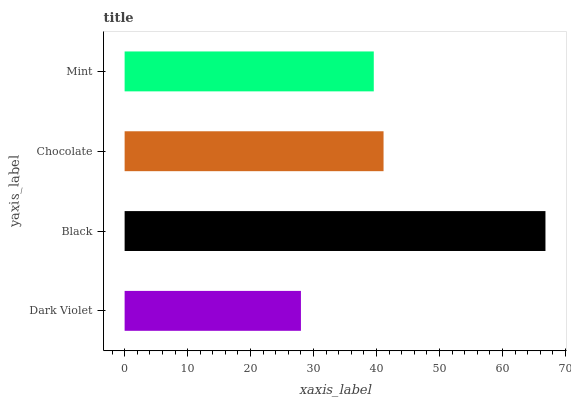 title
Mint
Chocolate
Black
Dark Violet
yaxis_label
0 10 20 30 40 50 60 70
xaxis_label